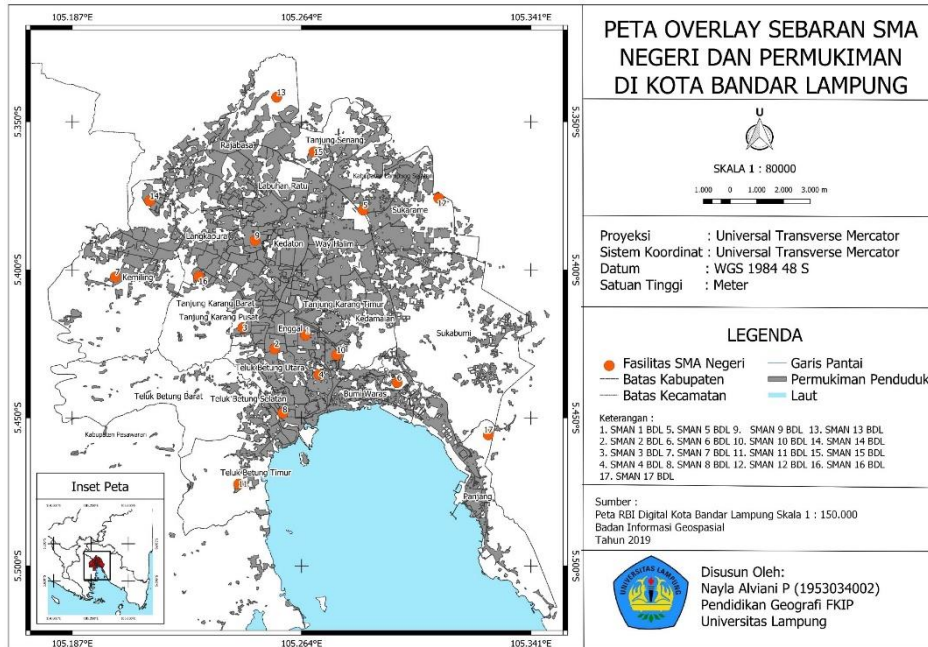 105.187°E 105.264°E 105.341°E
5.350°S
5.400°S
5.450°S
5.500°S
13
Tanjung Senang
15
Rajabasa
Labuhan Ratu
14
5
Sukarame
12
Langkapura
9
Kedaton
Way Halim
7
Kemiling
16
Tanjung Karang Barat
Tanjung Karang Timur
Tanjung Karang Pusat
3
Kedamaian
Enggal
1
Sukabumi
2
10
Teluk Betung Utara
4
6
Teluk Betung Barat
Teluk Betung Selatan
Bumi Waras
8
Kabupaten Pesawaran
17
Teluk Betung Timur
11
Panjang
Inset Peta
5.350°S
5.400°S
5.450°S
5.500°S
105.187°E 105.264°E 105.341°E
PETA OVERLAY SEBARAN SMA
NEGERI DAN PERMUKIMAN
DI KOTA BANDAR LAMPUNG
U
SKALA 1 : 80000
1.000 0 1.000 2.000 3.000 m
Proyeksi : Universal Transverse Mercator
Sistem Koordinat : Universal Transverse Mercator
Datum : WGS 1984 48 S
Satuan Tinggi : Meter
LEGENDA
Fasilitas SMA Negeri
Batas Kabupaten
Batas Kecamatan
Garis Pantai
Permukiman Penduduk
Laut
Keterangan :
1. SMAN 1 BDL 5. SMAN 5 BDL 9. SMAN 9 BDL 13. SMAN 13 BDL
2. SMAN 2 BDL 6. SMAN 6 BDL 10. SMAN 10 BDL 14. SMAN 14 BDL
3. SMAN 3 BDL 7. SMAN 7 BDL 11. SMAN 11 BDL 15. SMAN 15 BDL
4. SMAN 4 BDL 8. SMAN 8 BDL 12. SMAN 12 BDL 16. SMAN 16 BDL
17. SMAN 17 BDL
Sumber :
Peta RBI Digital Kota Bandar Lampung Skala 1 : 150.000
Badan Informasi Geospasial
Tahun 2019
UNIVERSITAS LAMPUNG
Disusun Oleh:
Nayla Alviani P (1953034002)
Pendidikan Geografi FKIP
Universitas Lampung